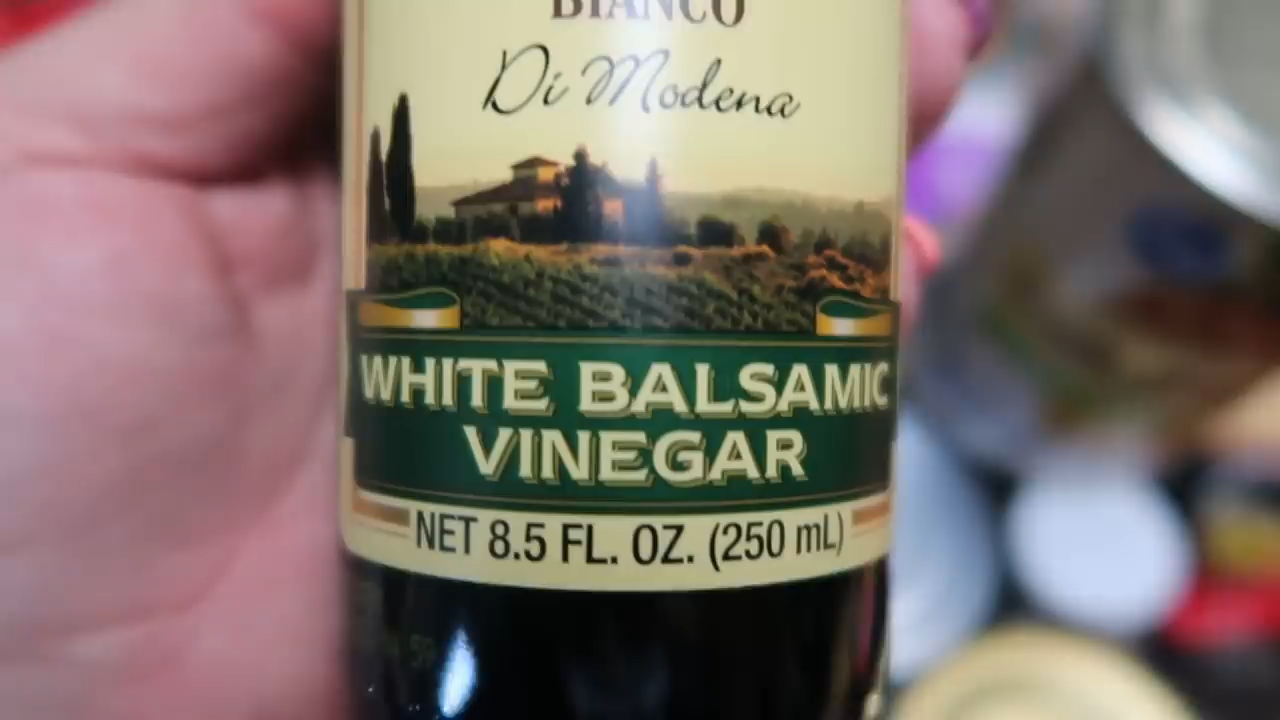 BIANCO
Di Modena
WHITE BALSAMIC
VINEGAR
NET 8.5 FL. OZ. (250 mL)